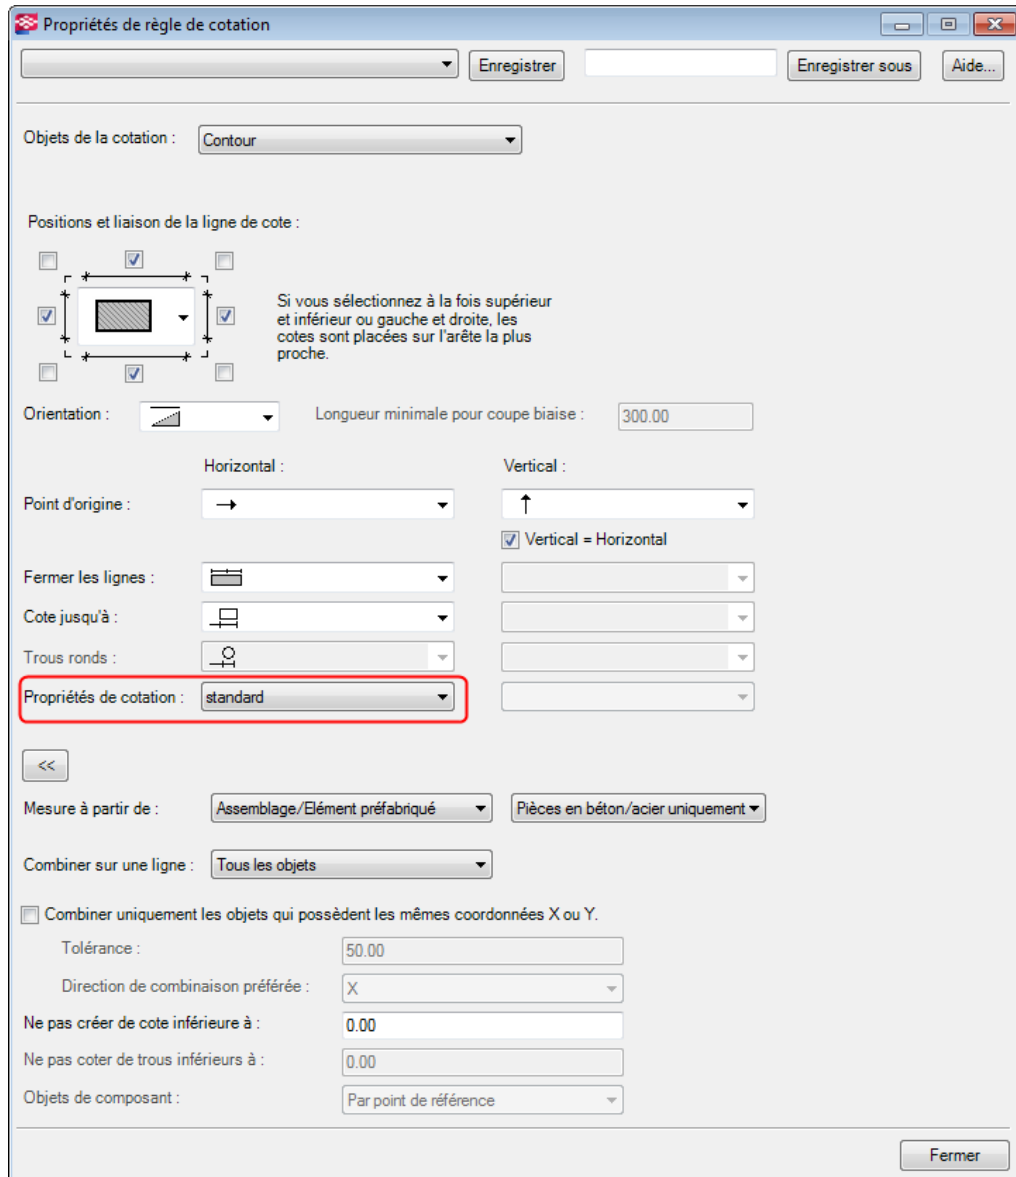 Propriétés de règle de cotation
Enregistrer Enregistrer sous Aide...
Objets de la cotation : Contour
Positions et liaison de la ligne de cote :
Si vous sélectionnez à la fois supérieur
et inférieur ou gauche et droite, les
cotes sont placées sur l'arête la plus
proche.
Orientation : Longueur minimale pour coupe biaise : 300.00
Horizontal : Vertical :
Point d'origine :
Vertical = Horizontal
Fermer les lignes :
Cote jusqu'à :
Trous ronds :
Propriétés de cotation : standard
<<
Mesure à partir de : Assemblage/Elément préfabriqué Pièces en béton/acier uniquement
Combiner sur une ligne : Tous les objets
Combiner uniquement les objets qui possèdent les mêmes coordonnées X ou Y.
Tolérance : 50.00
Direction de combinaison préférée : X
Ne pas créer de cote inférieure à : 0.00
Ne pas coter de trous inférieurs à : 0.00
Objets de composant : Par point de référence
Fermer